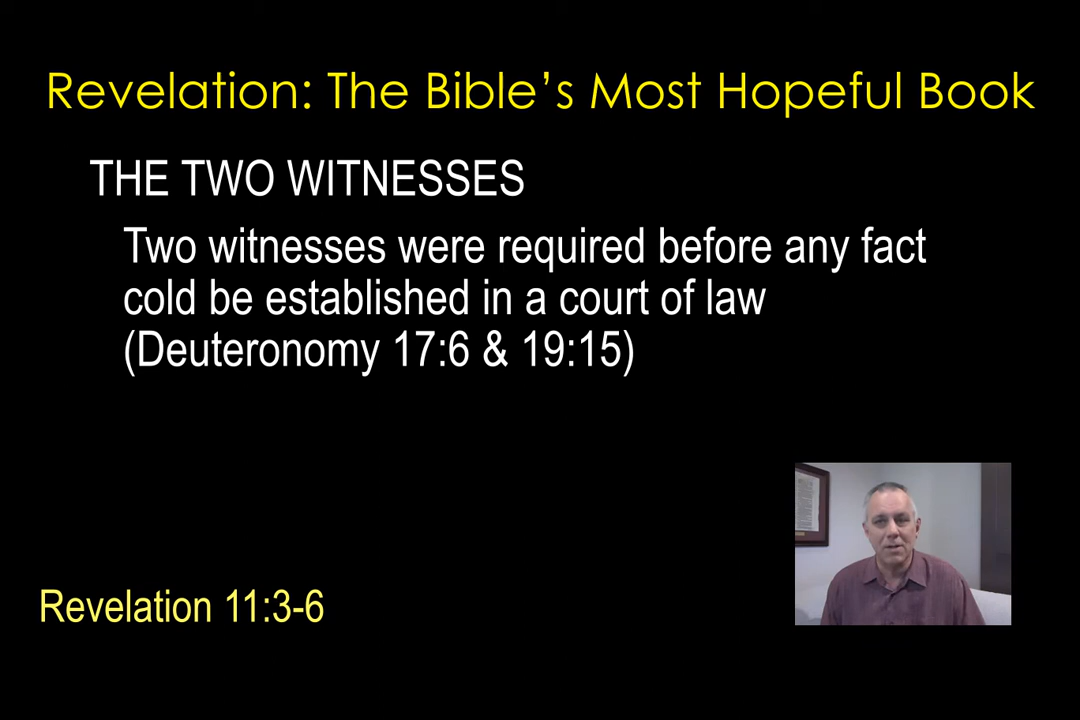 Revelation: The Bible’s Most Hopeful Book
THE TWO WITNESSES
Two witnesses were required before any fact
cold be established in a court of law
(Deuteronomy 17:6 & 19:15)
Revelation 11:3-6